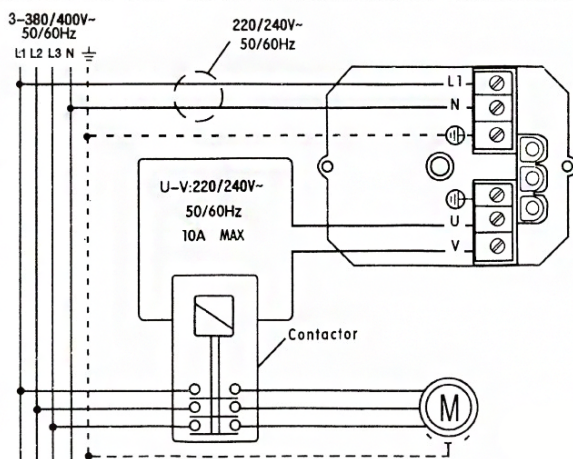 3-380/400V~
50/60Hz
L1 L2 L3 N
220/240V~
50/60Hz
L1
N
U-V:220/240V~
50/60Hz
10A MAX
U
V
Contactor
M